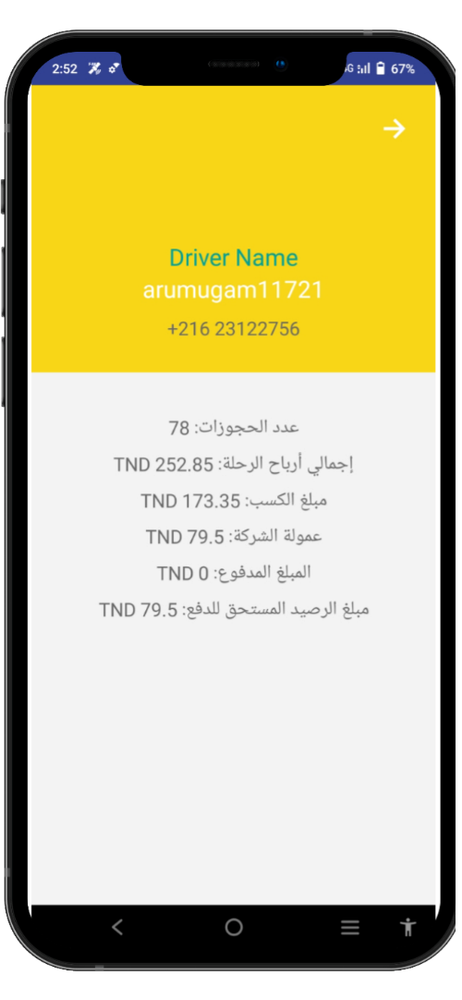 2:52
G 67%
Driver Name
arumugam11721
+216 23122756
عدد الحجوزات: 78
إجمالي أرباح الرحلة: 252.85 TND
مبلغ الكسب: 173.35 TND
عمولة الشركة: 79.5 TND
المبلغ المدفوع: 0 TND
مبلغ الرصيد المستحق للدفع: 79.5 TND